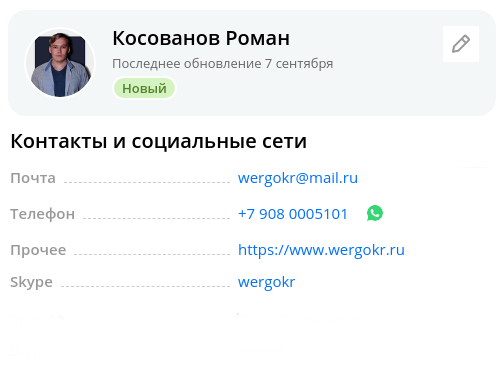 Косованов Роман
Последнее обновление 7 сентября
Новый
Контакты и социальные сети
Почта wergokr@mail.ru
Телефон +7 908 0005101
Прочее https://www.wergokr.ru
Skype wergokr